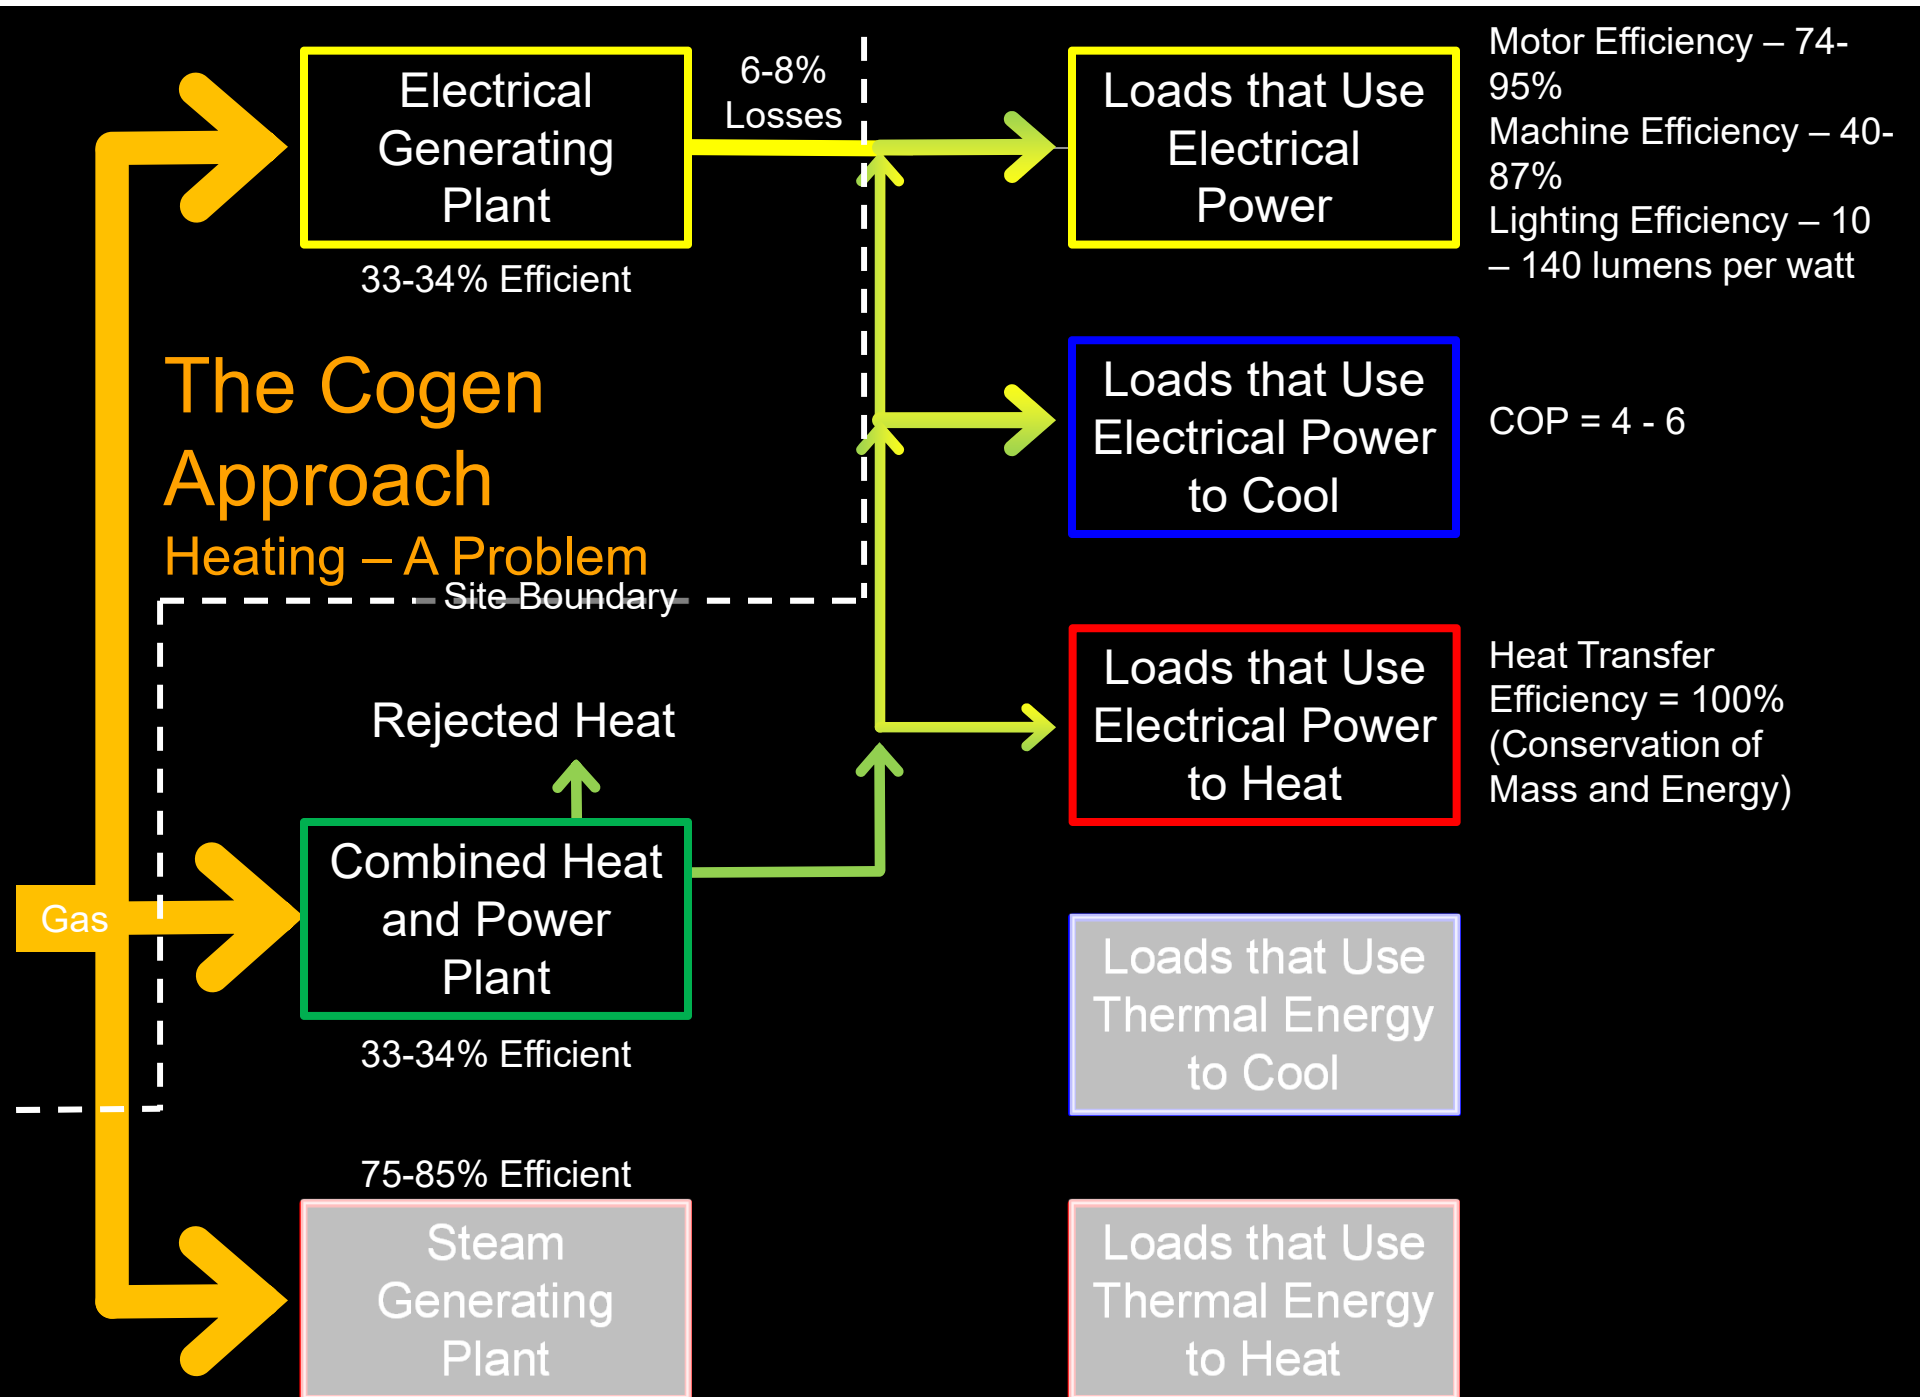 Electrical
Generating
Plant
33-34% Efficient
6-8%
Losses
Loads that Use
Electrical
Power
Motor Efficiency – 74-
95%
Machine Efficiency – 40-
87%
Lighting Efficiency – 10
– 140 lumens per watt
The Cogen
Approach
Heating – A Problem
Site Boundary
Loads that Use
Electrical Power
to Cool
COP = 4 - 6
Rejected Heat
Loads that Use
Electrical Power
to Heat
Heat Transfer
Efficiency = 100%
(Conservation of
Mass and Energy)
Gas
Combined Heat
and Power
Plant
33-34% Efficient
Loads that Use
Thermal Energy
to Cool
75-85% Efficient
Steam
Generating
Plant
Loads that Use
Thermal Energy
to Heat